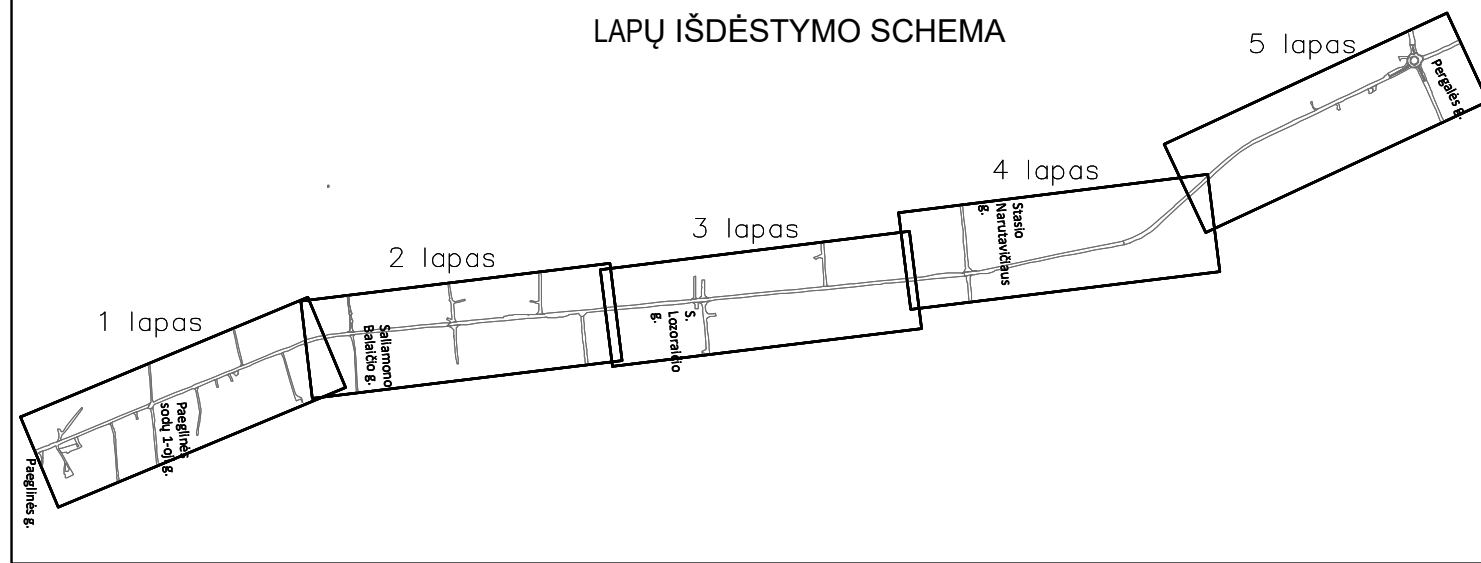 LAPŲ IŠDĖSTYMO SCHEMA
5 lapas
Pergalės g.
4 lapas
Stasio
Narutavičiaus
g.
3 lapas
S.
Lozoraičio
g.
2 lapas
Saliamono
Balaičio g.
1 lapas
Paeglinės
sodų 1-oji g.
Paeglinės g.